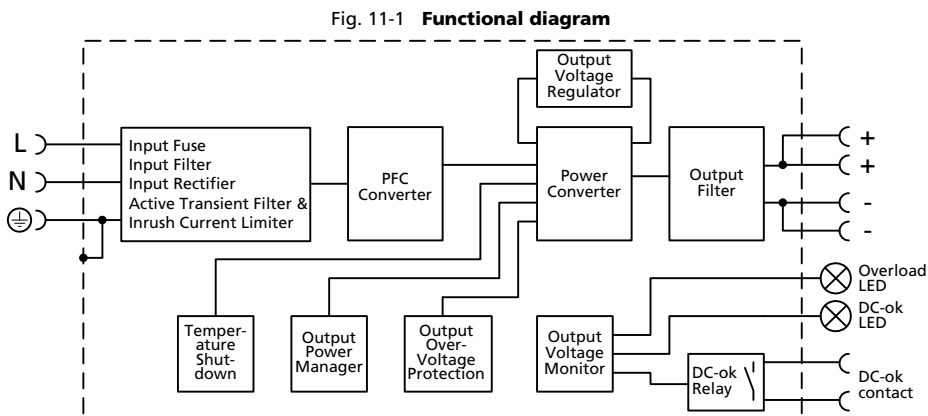 Fig. 11-1 Functional diagram
Output
Voltage
Regulator
L
N
Input Fuse
Input Filter
Input Rectifier
Active Transient Filter &
Inrush Current Limiter
PFC
Converter
Power
Converter
Output
Filter
+
+
-
-
Overload
LED
DC-ok
LED
Temper-
ature
Shut-
down
Output
Power
Manager
Output
Over-
Voltage
Protection
Output
Voltage
Monitor
DC-ok
Relay
DC-ok
contact